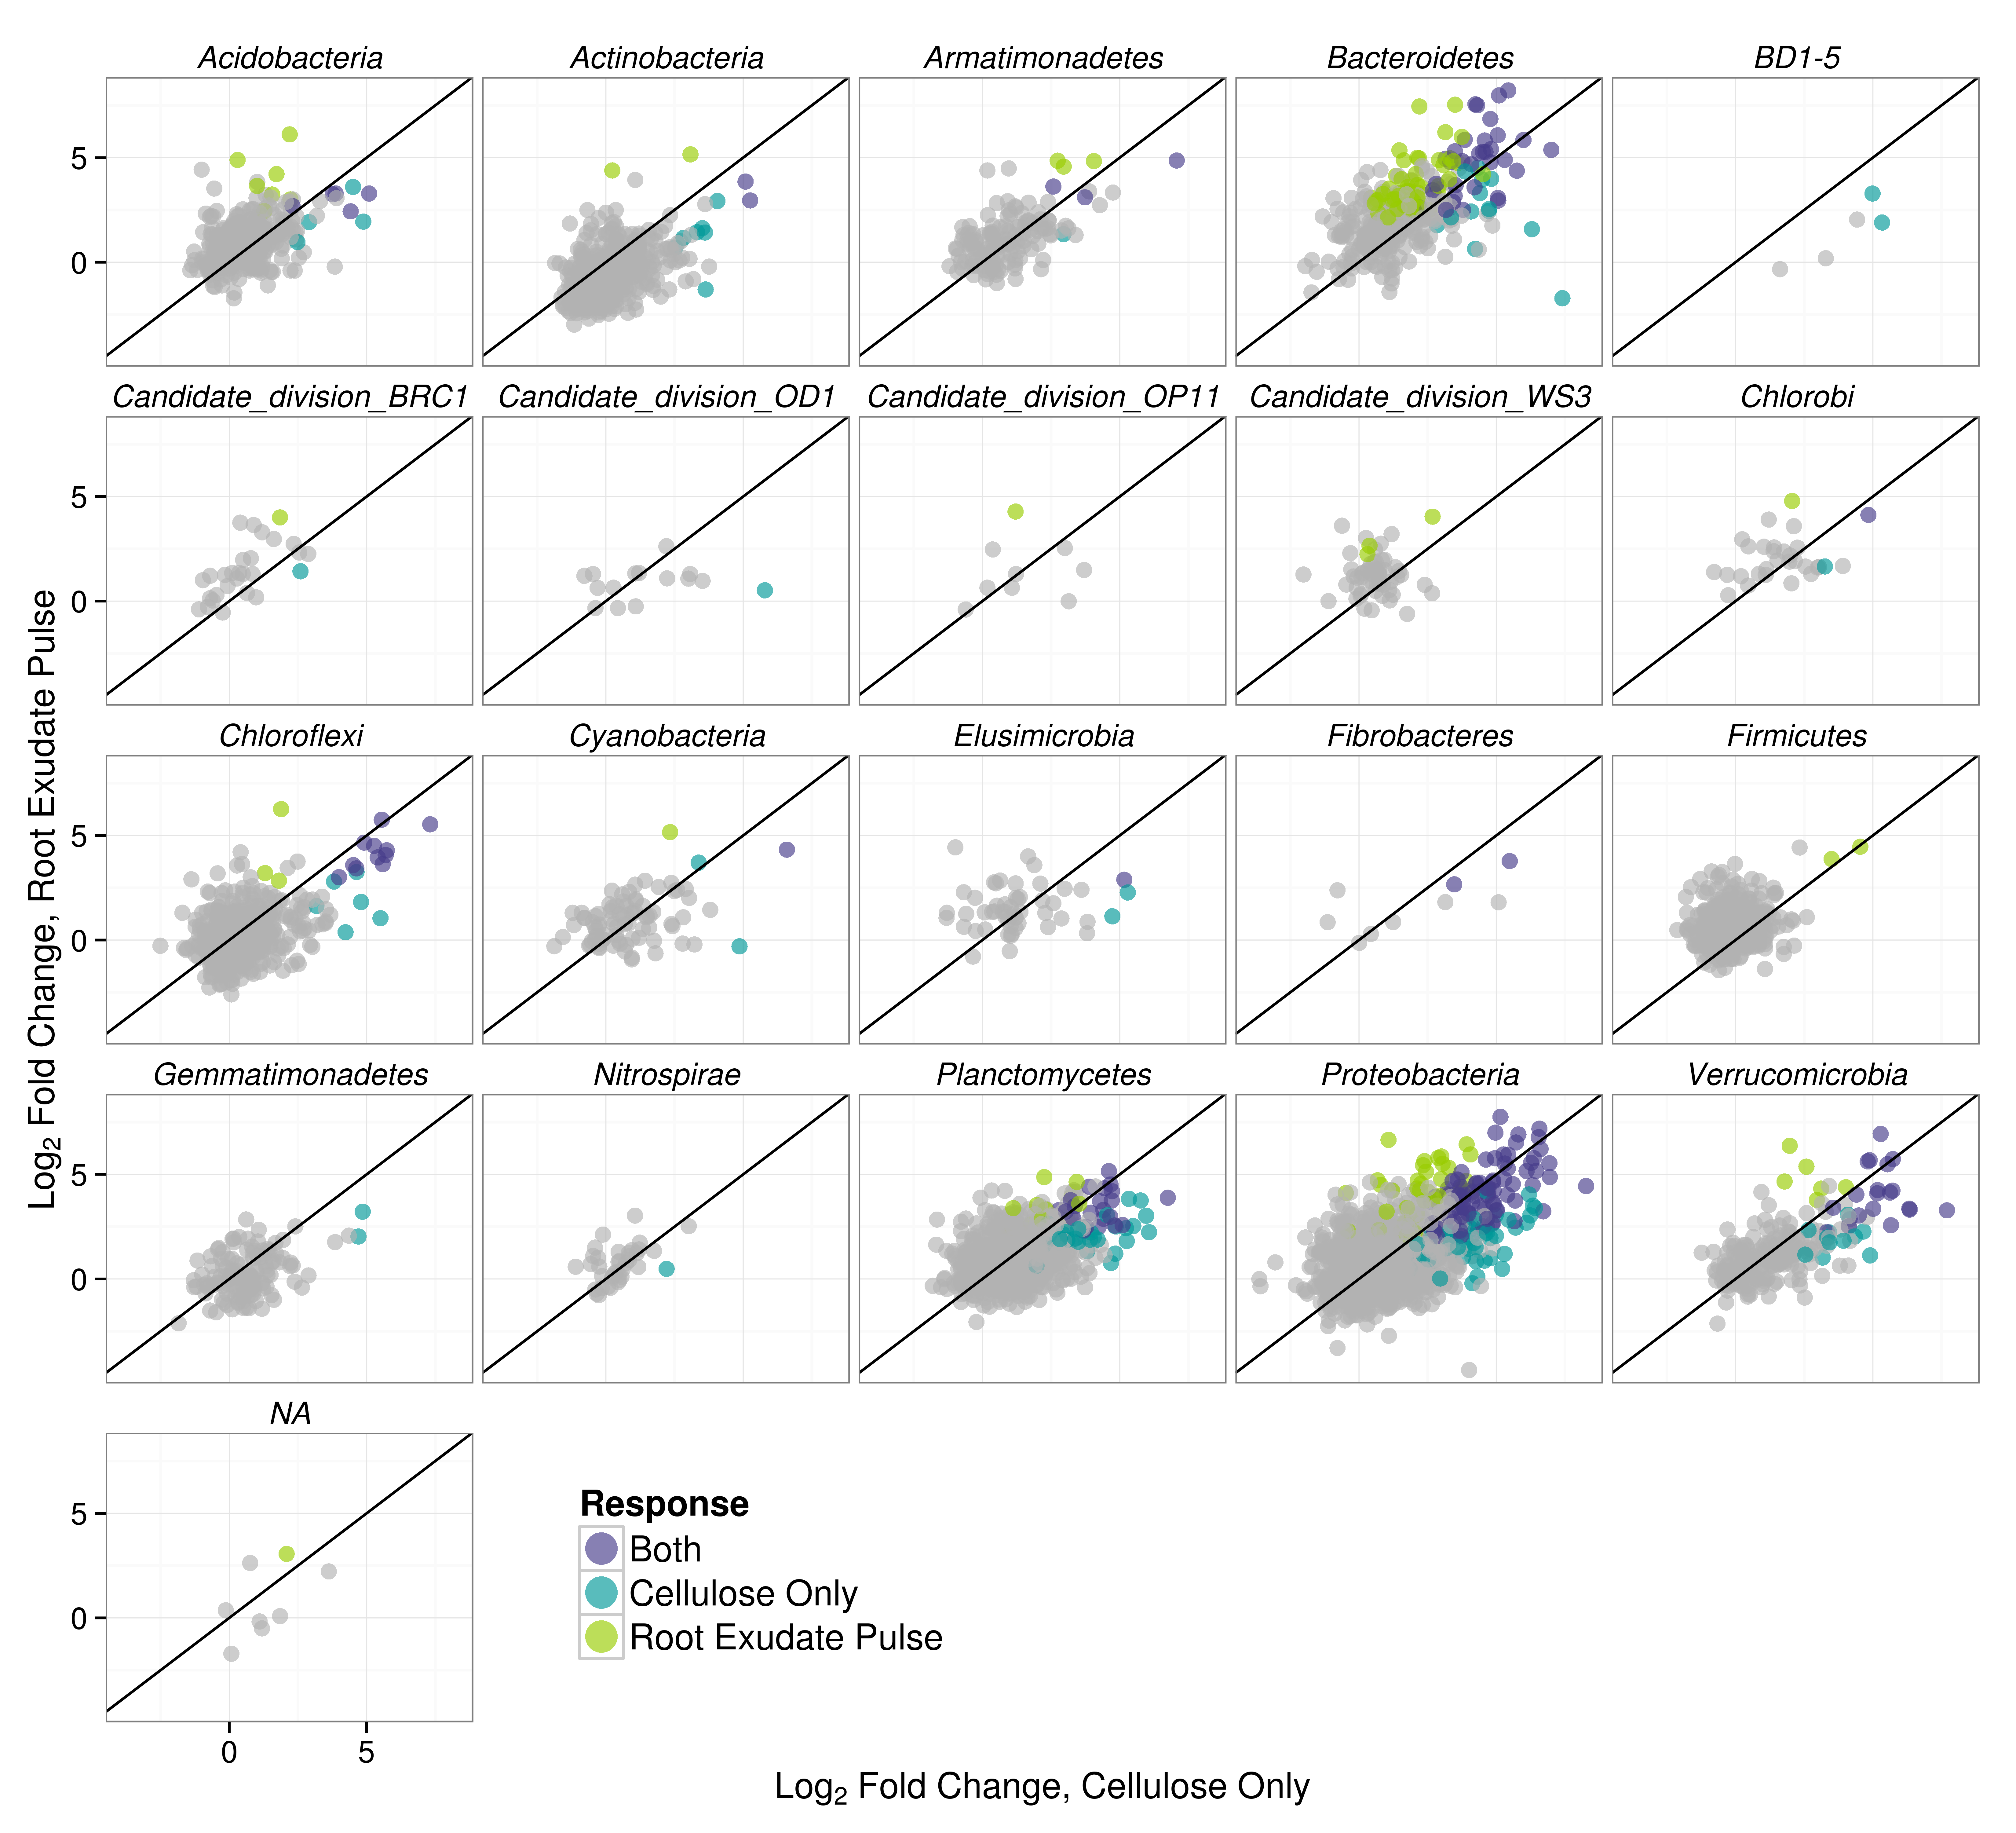 Acidobacteria Actinobacteria Armatimonadetes Bacteroidetes BD1-5
5
0
Candidate_division_BRC1 Candidate_division_OD1 Candidate_division_OP11 Candidate_division_WS3 Chlorobi
5
0
Chloroflexi Cyanobacteria Elusimicrobia Fibrobacteres Firmicutes
5
0
Gemmatimonadetes Nitrospirae Planctomycetes Proteobacteria Verrucomicrobia
5
0
NA
5
0
0 5
Log2 Fold Change, Root Exudate Pulse
Response
Both
Cellulose Only
Root Exudate Pulse
Log2 Fold Change, Cellulose Only